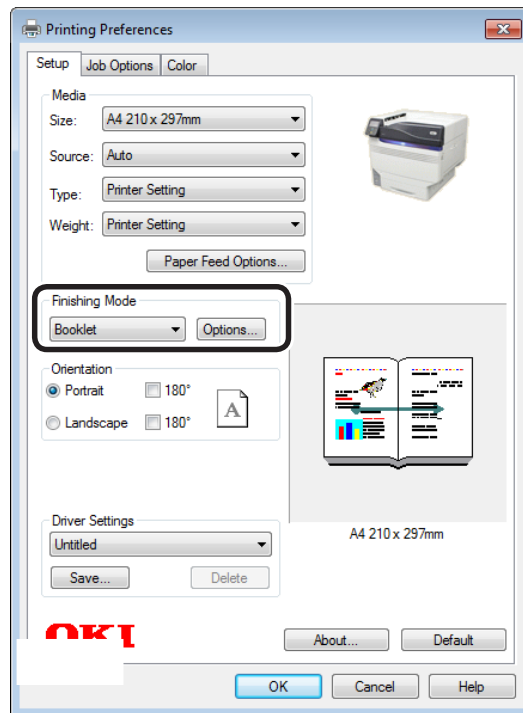 Printing Preferences
Setup Job Options Color
Media
Size: A4 210 x 297mm
Source: Auto
Type: Printer Setting
Weight: Printer Setting
Paper Feed Options...
Finishing Mode
Booklet Options...
Orientation
Portrait 180°
Landscape 180°
A
Driver Settings
Untitled
A4 210 x 297mm
Save... Delete
OKI
About... Default
OK Cancel Help